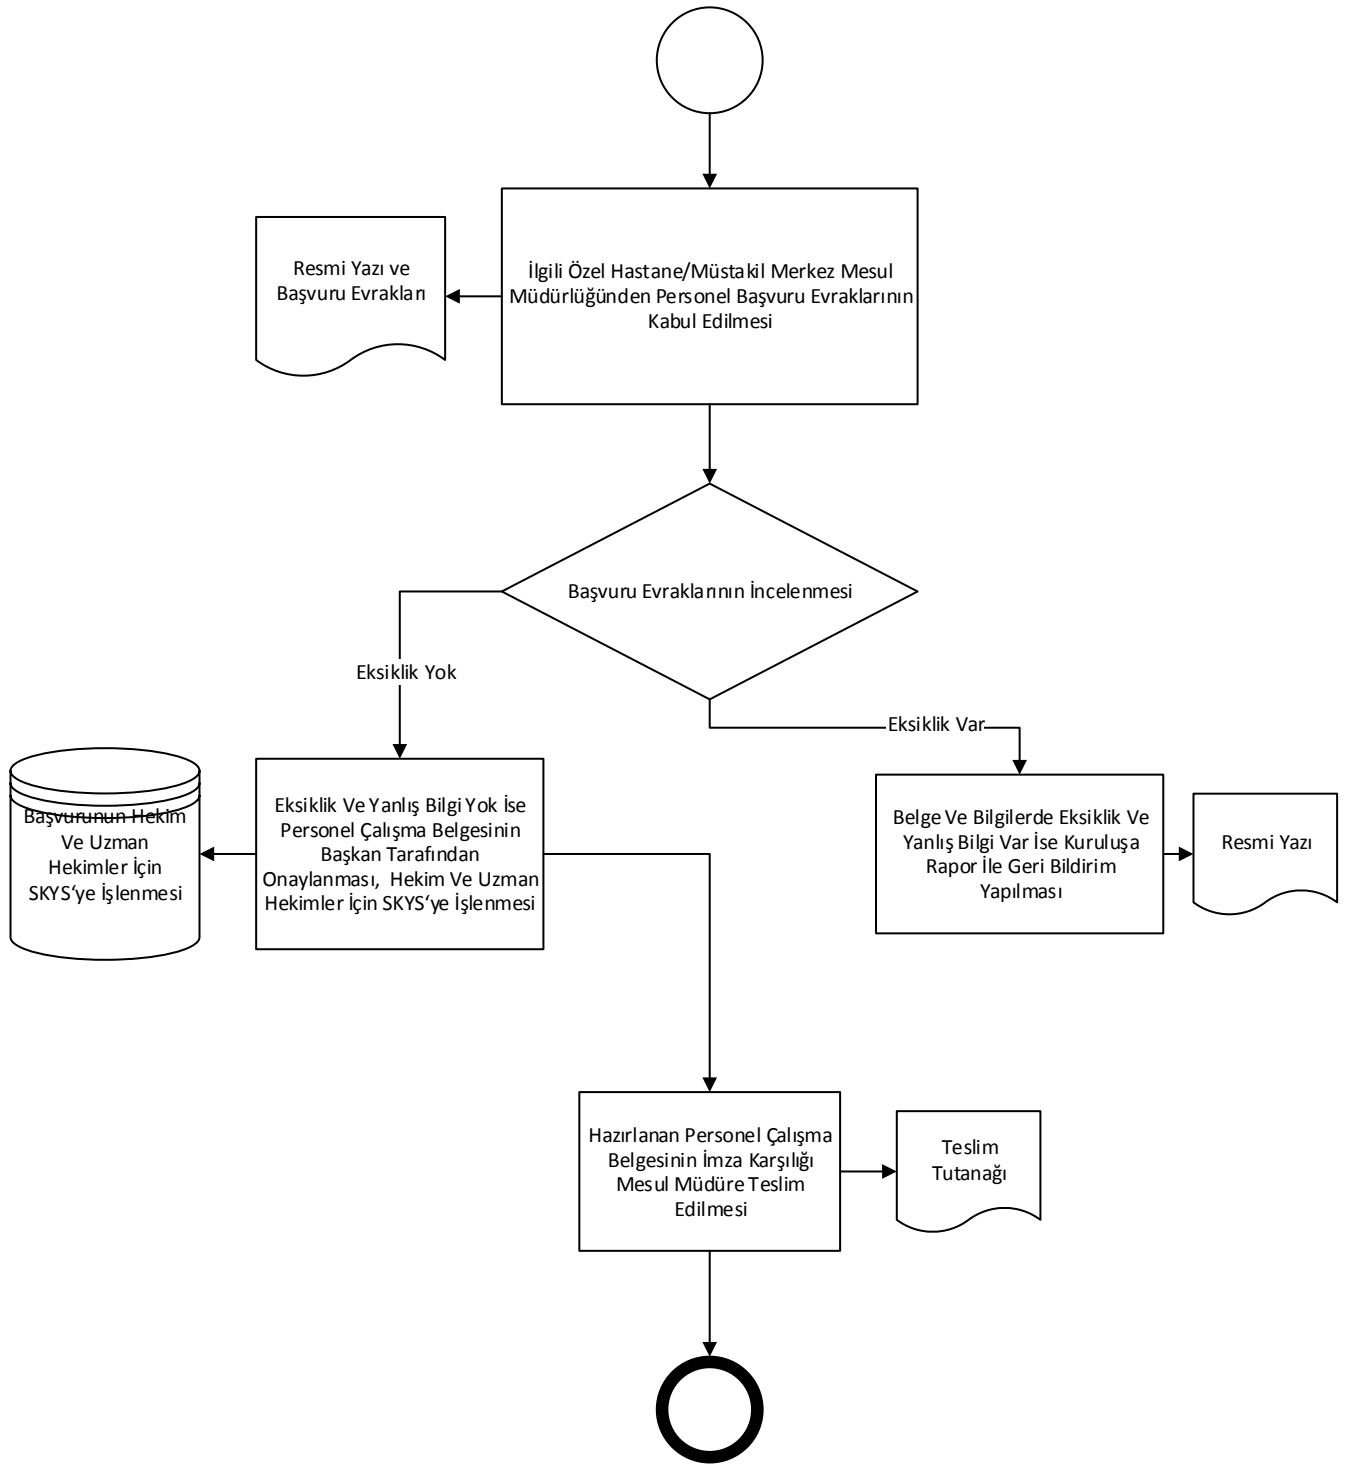 Resmi Yazı ve
Başvuru Evrakları
İlgili Özel Hastane/Müstakil Merkez Mesul
Müdürlüğünden Personel Başvuru Evraklarının
Kabul Edilmesi
Başvuru Evraklarının İncelenmesi
Eksiklik Yok
Eksiklik Var
Başvurunun Hekim
Ve Uzman
Hekimler İçin
SKYS‘ye İşlenmesi
Eksiklik Ve Yanlış Bilgi Yok İse
Personel Çalışma Belgesinin
Başkan Tarafından
Onaylanması, Hekim Ve Uzman
Hekimler İçin SKYS‘ye İşlenmesi
Belge Ve Bilgilerde Eksiklik Ve
Yanlış Bilgi Var İse Kuruluşa
Rapor İle Geri Bildirim
Yapılması
Resmi Yazı
Hazırlanan Personel Çalışma
Belgesinin İmza Karşılığı
Mesul Müdüre Teslim
Edilmesi
Teslim
Tutanağı